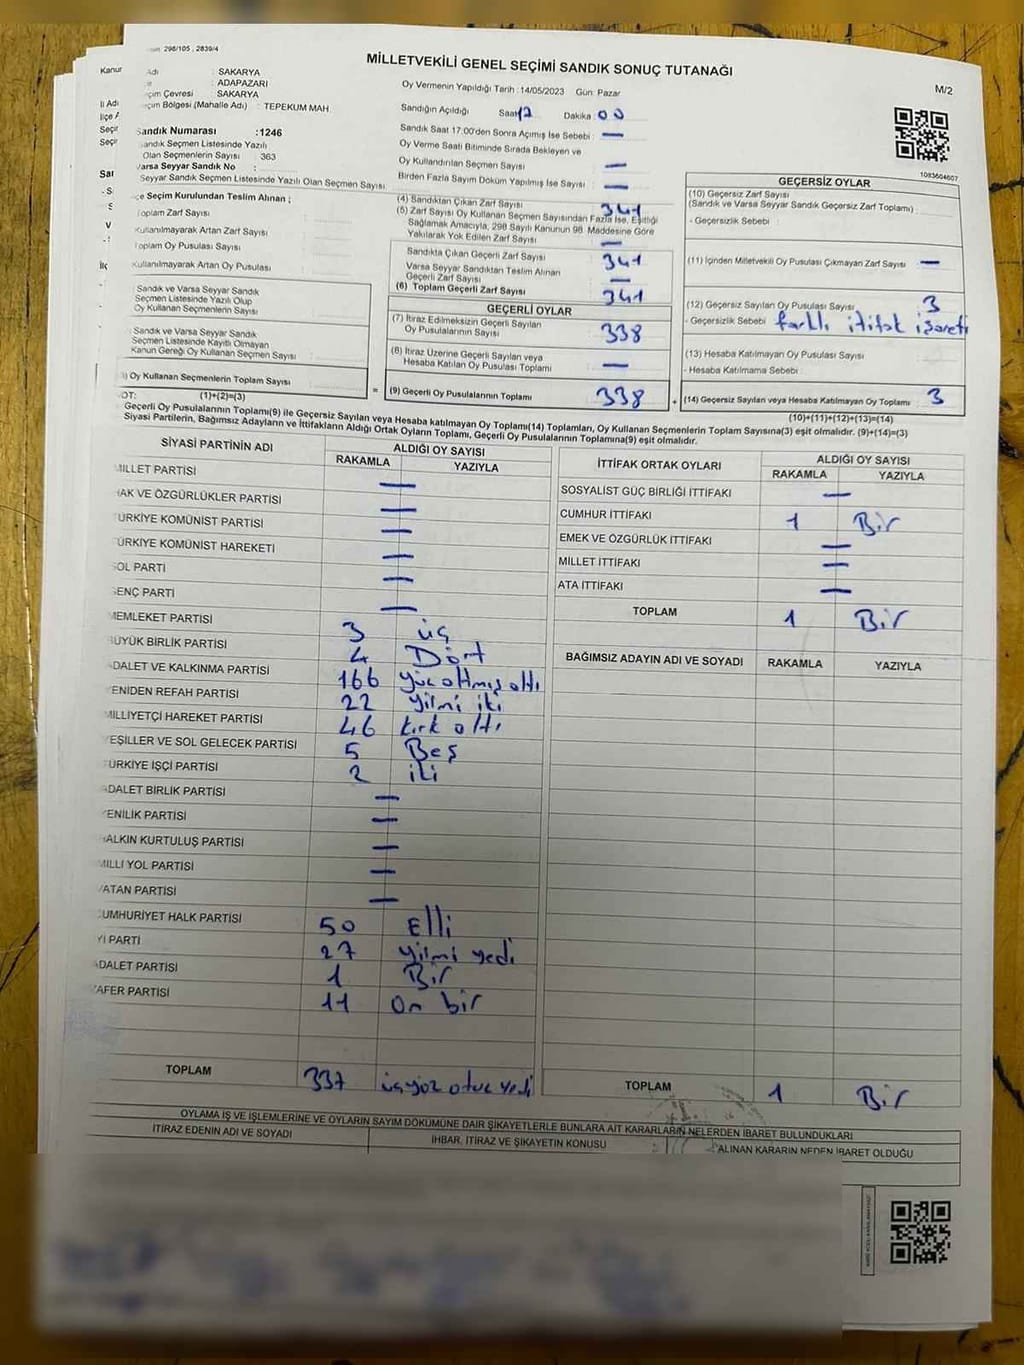 298/105 , 2839/4
MİLLETVEKİLİ GENEL SEÇİMİ SANDIK SONUÇ TUTANAĞI
M/2
Kanur
Adı : SAKARYA
: ADAPAZARI
çim Çevresi : SAKARYA
çim Bölgesi (Mahalle Adı) : TEPEKUM MAH.
İl Adı
İlçe A
Seçir
Seçir
Sandık Numarası : 1246
Sandık Seçmen Listesinde Yazılı
Olan Seçmenlerin Sayısı : 363
Varsa Seyyar Sandık No :
Seyyar Sandık Seçmen Listesinde Yazılı Olan Seçmen Sayısı
Oy Vermenin Yapıldığı Tarih : 14/05/2023 Gün: Pazar
Sandığın Açıldığı Saat 17 Dakika : 00
Sandık Saat 17:00'den Sonra Açılmış İse Sebebi : —
Oy Verme Saati Bitiminde Sırada Bekleyen ve
Oy Kullandırılan Seçmen Sayısı —
Birden Fazla Sayım Döküm Yapılmış İse Sayısı —
1083604607
çe Seçim Kurulundan Teslim Alınan ;
Toplam Zarf Sayısı
Kullanılmayarak Artan Zarf Sayısı
Toplam Oy Pusulası Sayısı
Kullanılmayarak Artan Oy Pusulası
Sandık ve Varsa Seyyar Sandık
Seçmen Listesinde Yazılı Olup
Oy Kullanan Seçmenlerin Sayısı
Sandık ve Varsa Seyyar Sandık
Seçmen Listesinde Kayıtlı Olmayan
Kanun Gereği Oy Kullanan Seçmen Sayısı
) Oy Kullanan Seçmenlerin Toplam Sayısı
(1)+(2)=(3)
(4) Sandıktan Çıkan Zarf Sayısı 341
(5) Zarf Sayısı Oy Kullanan Seçmen Sayısından Fazla İse, Eşitliği
Sağlamak Amacıyla, 298 Sayılı Kanunun 98. Maddesine Göre
Yakılarak Yok Edilen Zarf Sayısı —
Sandıkta Çıkan Geçerli Zarf Sayısı 341
Varsa Seyyar Sandıktan Teslim Alınan
Geçerli Zarf Sayısı —
(6) Toplam Geçerli Zarf Sayısı 341
GEÇERLİ OYLAR
(7) İtiraz Edilmeksizin Geçerli Sayılan
Oy Pusulalarının Sayısı 338
(8) İtiraz Üzerine Geçerli Sayılan veya
Hesaba Katılan Oy Pusulası Toplamı —
= (9) Geçerli Oy Pusulalarının Toplamı 338 +
GEÇERSİZ OYLAR
(10) Geçersiz Zarf Sayısı
(Sandık ve Varsa Seyyar Sandık Geçersiz Zarf Toplamı)
- Geçersizlik Sebebi :
(11) İçinden Milletvekili Oy Pusulası Çıkmayan Zarf Sayısı —
(12) Geçersiz Sayılan Oy Pusulası Sayısı 3
- Geçersizlik Sebebi farklı itifak işareti
(13) Hesaba Katılmayan Oy Pusulası Sayısı
- Hesaba Katılmama Sebebi
(14) Geçersiz Sayılan veya Hesaba Katılmayan Oy Toplamı 3
(10)+(11)+(12)+(13)=(14)
OT:
Geçerli Oy Pusulalarının Toplamı(9) ile Geçersiz Sayılan veya Hesaba katılmayan Oy Toplamı(14) Toplamları, Oy Kullanan Seçmenlerin Toplam Sayısına(3) eşit olmalıdır. (9)+(14)=(3)
Siyasi Partilerin, Bağımsız Adayların ve İttifakların Aldığı Ortak Oyların Toplamı, Geçerli Oy Pusulalarının Toplamına(9) eşit olmalıdır.
SİYASİ PARTİNİN ADI ALDIĞI OY SAYISI
RAKAMLA YAZIYLA
MİLLET PARTİSİ —
HAK VE ÖZGÜRLÜKLER PARTİSİ —
ÜRKİYE KOMÜNİST PARTİSİ —
ÜRKİYE KOMÜNİST HAREKETİ —
SOL PARTİ —
GENÇ PARTİ —
MEMLEKET PARTİSİ 3 üç
ÜYÜK BİRLİK PARTİSİ 4 Dört
ADALET VE KALKINMA PARTİSİ 166 yüz altmış altı
YENİDEN REFAH PARTİSİ 22 yilmi iki
MİLLİYETÇİ HAREKET PARTİSİ 46 kırk altı
YEŞİLLER VE SOL GELECEK PARTİSİ 5 Beş
TÜRKİYE İŞÇİ PARTİSİ 2 iki
ADALET BİRLİK PARTİSİ —
YENİLİK PARTİSİ —
HALKIN KURTULUŞ PARTİSİ —
MİLLİ YOL PARTİSİ —
VATAN PARTİSİ —
CUMHURİYET HALK PARTİSİ 50 Elli
İYİ PARTİ 27 yilmi yedi
ADALET PARTİSİ 1 Bir
ZAFER PARTİSİ 11 On bir
TOPLAM 337 üçyüz otuz yedi
İTTİFAK ORTAK OYLARI ALDIĞI OY SAYISI
RAKAMLA YAZIYLA
SOSYALİST GÜÇ BİRLİĞİ İTTİFAKI —
CUMHUR İTTİFAKI 1 Bir
EMEK VE ÖZGÜRLÜK İTTİFAKI —
MİLLET İTTİFAKI —
ATA İTTİFAKI —
TOPLAM 1 Bir
BAĞIMSIZ ADAYIN ADI VE SOYADI RAKAMLA YAZIYLA
TOPLAM 1 Bir
OYLAMA İŞ VE İŞLEMLERİNE VE OYLARIN SAYIM DÖKÜMÜNE DAİR ŞİKAYETLERLE BUNLARA AİT KARARLARIN NELERDEN İBARET BULUNDUKLARI
İTİRAZ EDENİN ADI VE SOYADI İHBAR, İTİRAZ VE ŞİKAYETİN KONUSU ALINAN KARARIN NEDEN İBARET OLDUĞU